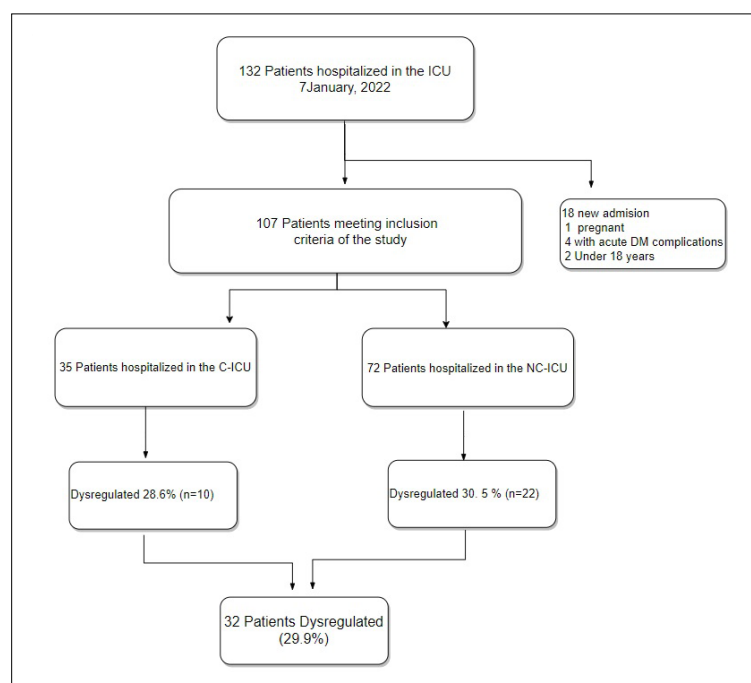 132 Patients hospitalized in the ICU
7January, 2022
107 Patients meeting inclusion
criteria of the study
18 new admision
1 pregnant
4 with acute DM complications
2 Under 18 years
35 Patients hospitalized in the C-ICU
72 Patients hospitalized in the NC-ICU
Dysregulated 28.6% (n=10)
Dysregulated 30. 5 % (n=22)
32 Patients Dysregulated
(29.9%)